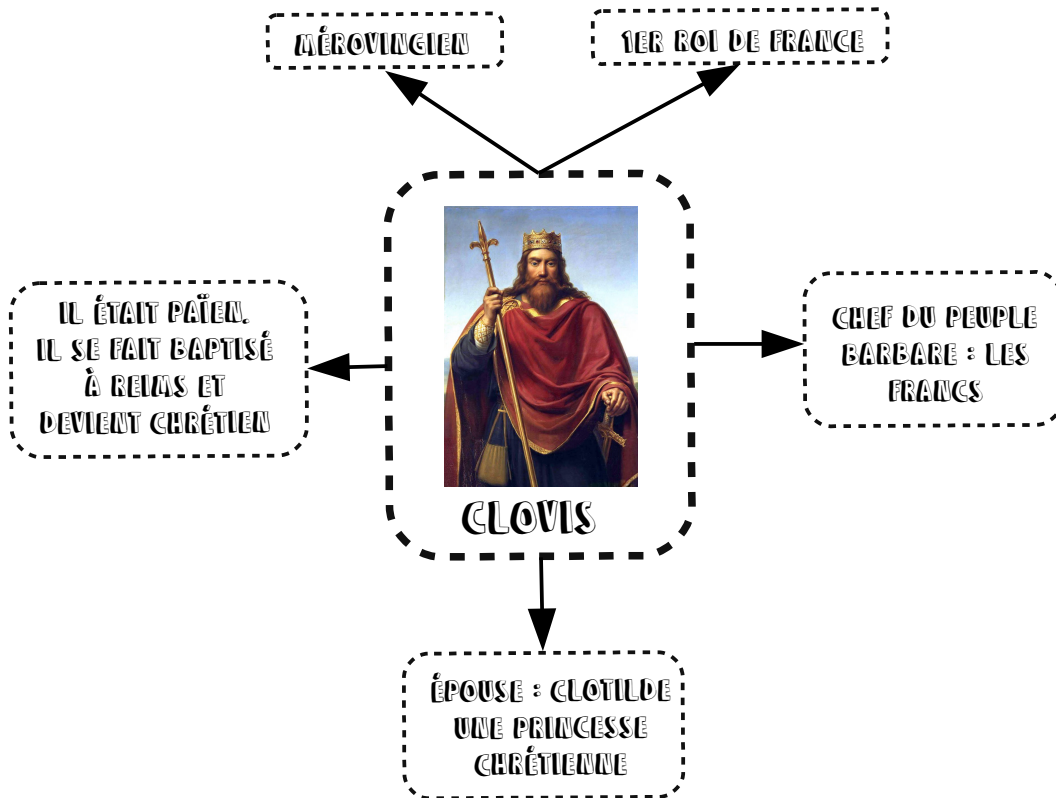 MÉROVINGIEN
1ER ROI DE FRANCE
IL ÉTAIT PAÏEN.
IL SE FAIT BAPTISÉ
À REIMS ET
DEVIENT CHRÉTIEN
CHEF DU PEUPLE
BARBARE : LES
FRANCS
CLOVIS
ÉPOUSE : CLOTILDE
UNE PRINCESSE
CHRÉTIENNE